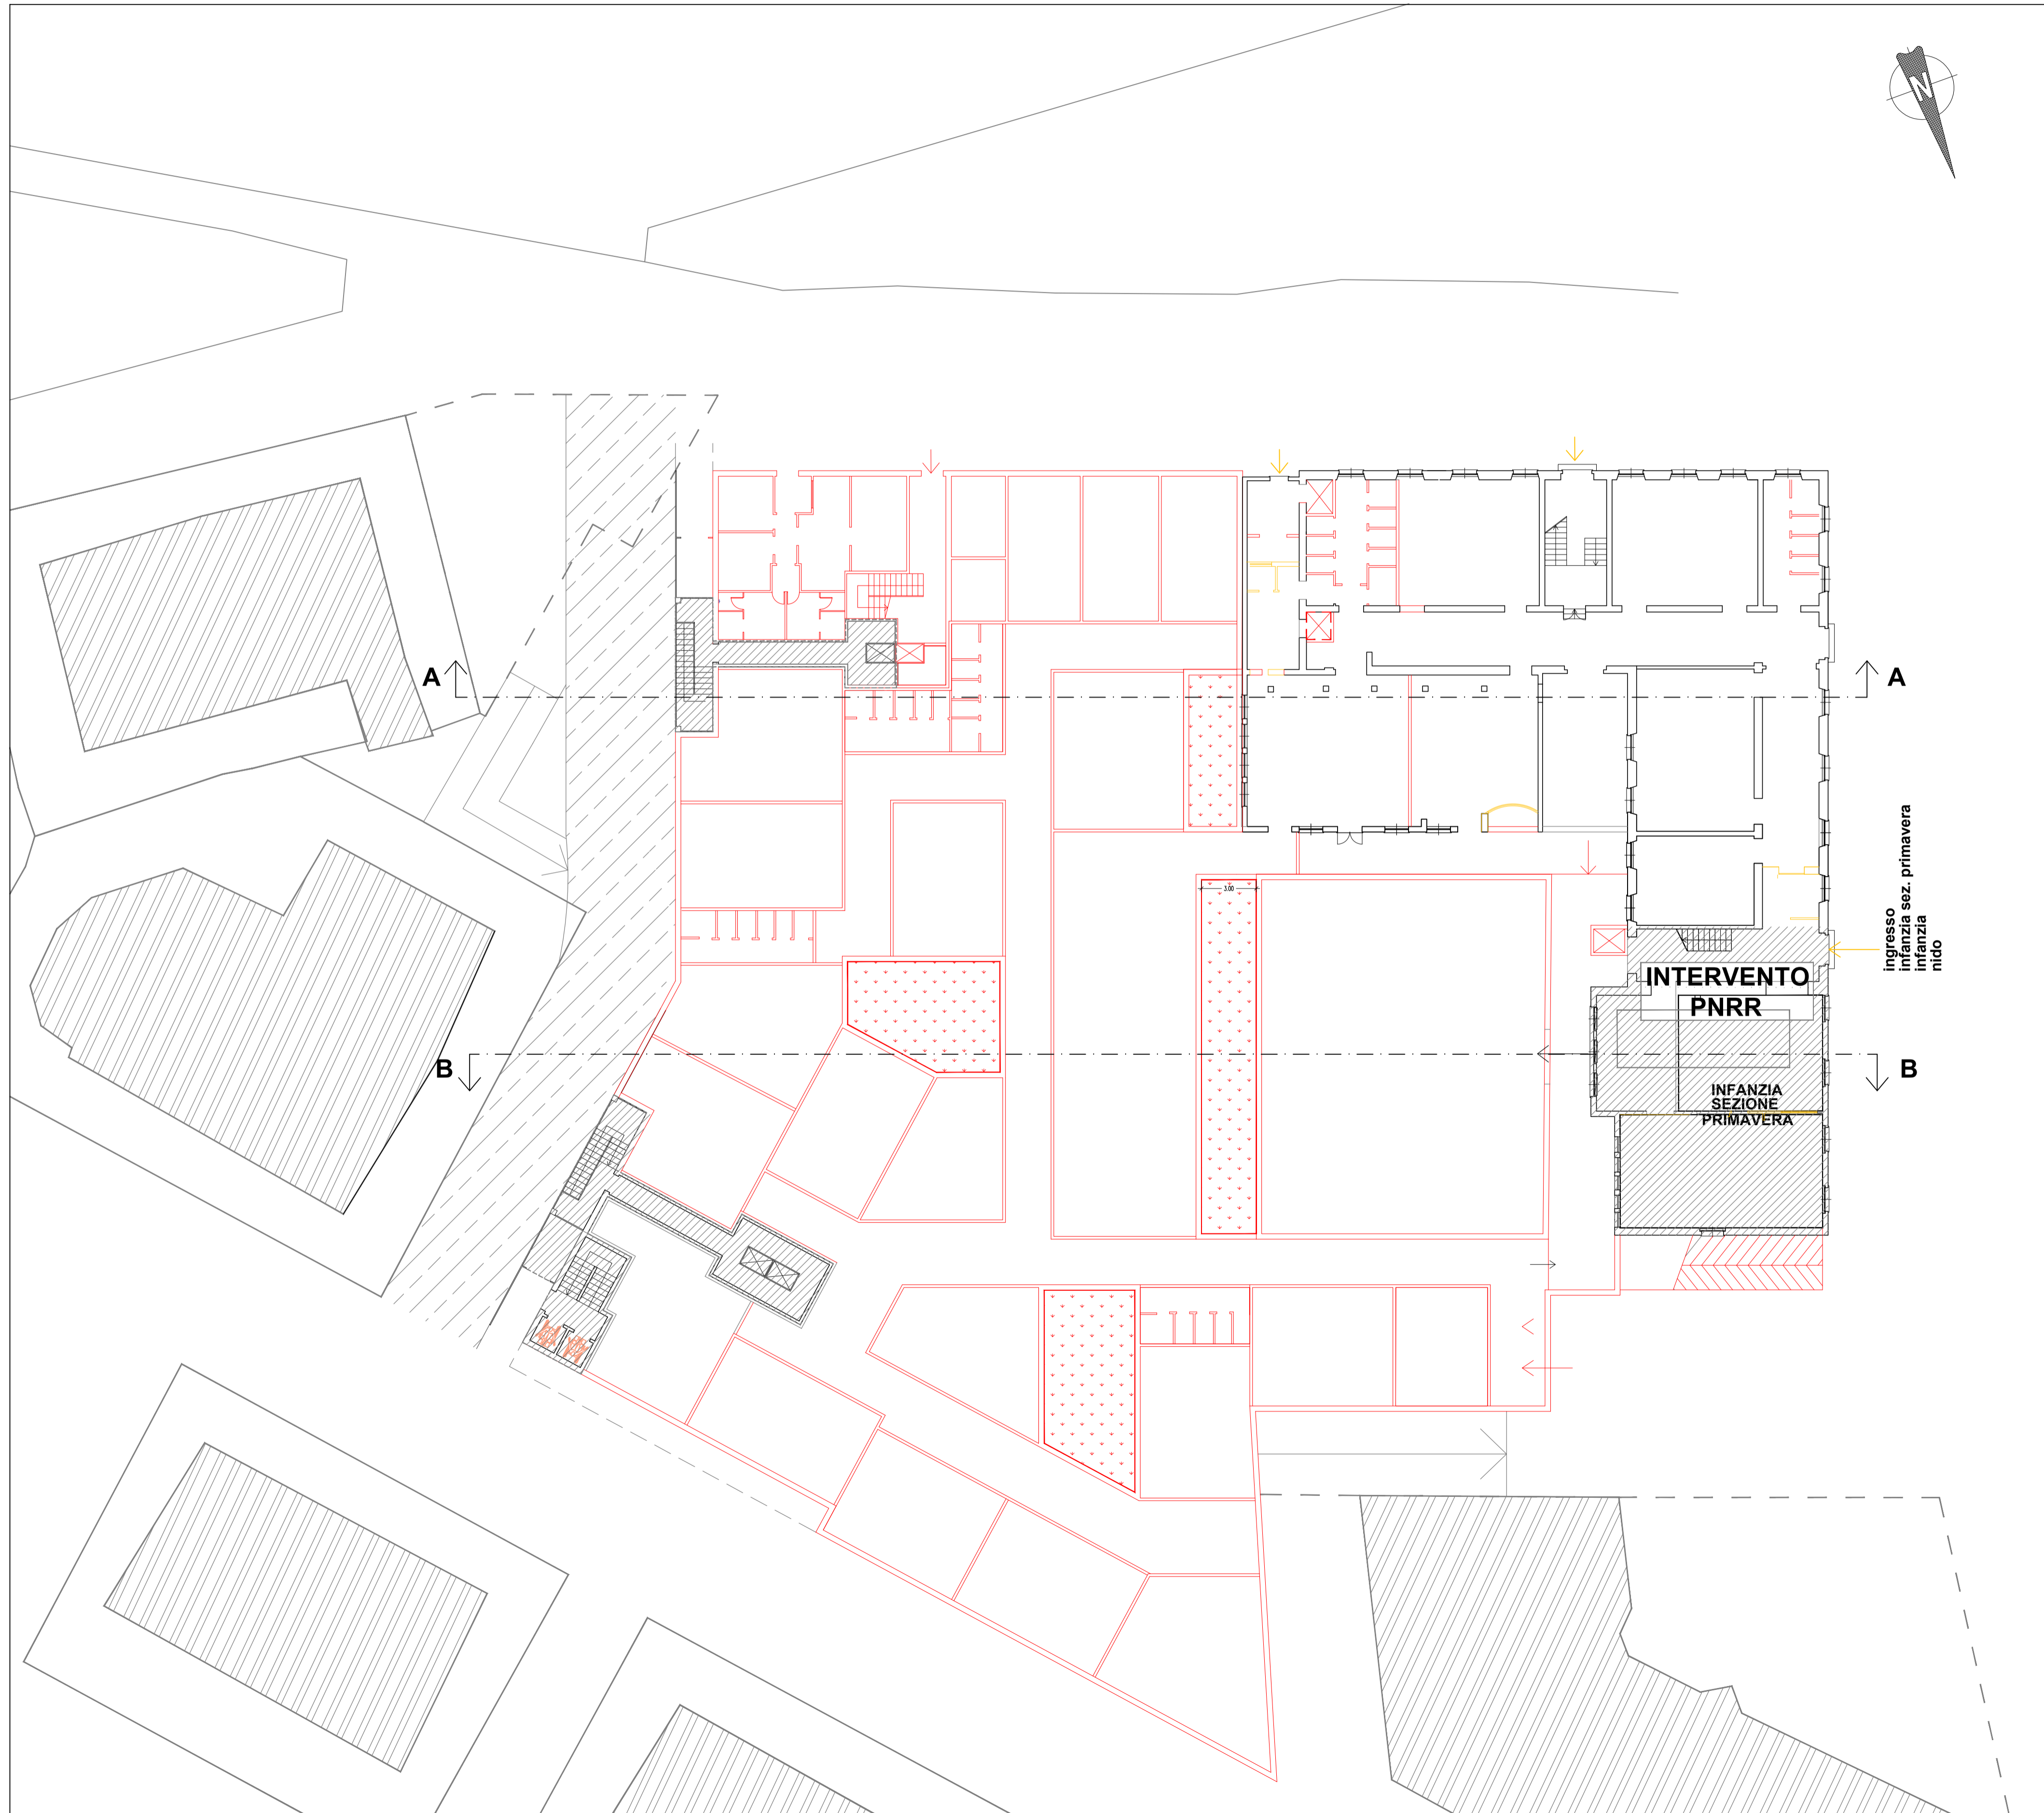 N
A
A
3.00
ingresso
infanzia sez. primavera
infanzia
nido
INTERVENTO
PNRR
B
B
INFANZIA
SEZIONE
PRIMAVERA